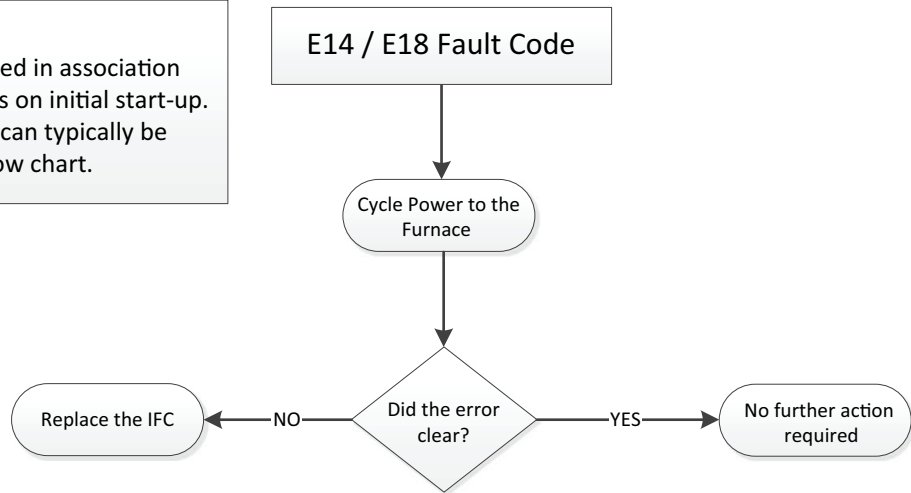 ed in association
s on initial start-up.
can typically be
ow chart.
E14 / E18 Fault Code
Cycle Power to the
Furnace
Did the error
clear?
NO
YES
Replace the IFC
No further action
required